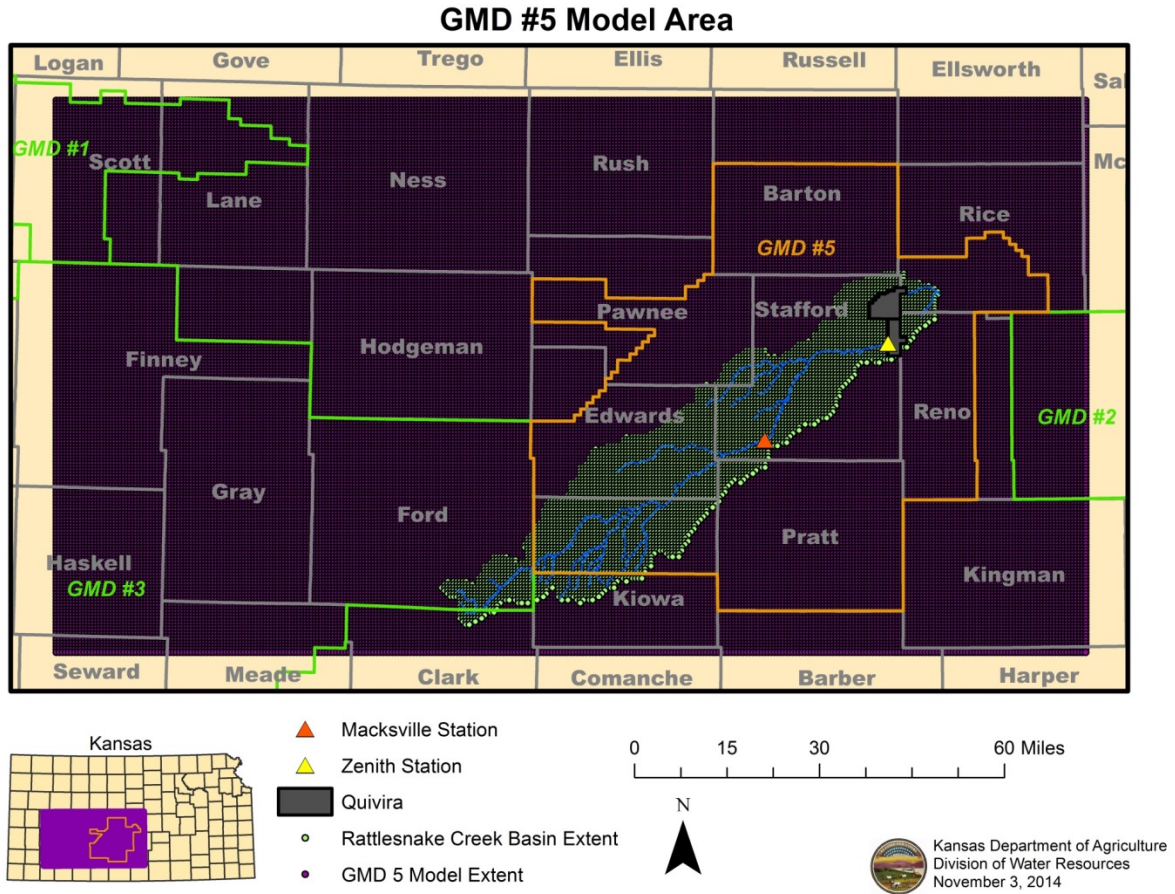 GMD #5 Model Area
Logan
Gove
Trego
Ellis
Russell
Ellsworth
Sal
GMD #1
Scott
Lane
Ness
Rush
Barton
Rice
Mc
GMD #5
Pawnee
Stafford
Finney
Hodgeman
Edwards
Reno
GMD #2
Gray
Ford
Pratt
Haskell
GMD #3
Kiowa
Kingman
Seward
Meade
Clark
Comanche
Barber
Harper
Kansas
Macksville Station
Zenith Station
Quivira
Rattlesnake Creek Basin Extent
GMD 5 Model Extent
0 15 30 60 Miles
N
Kansas Department of Agriculture
Division of Water Resources
November 3, 2014